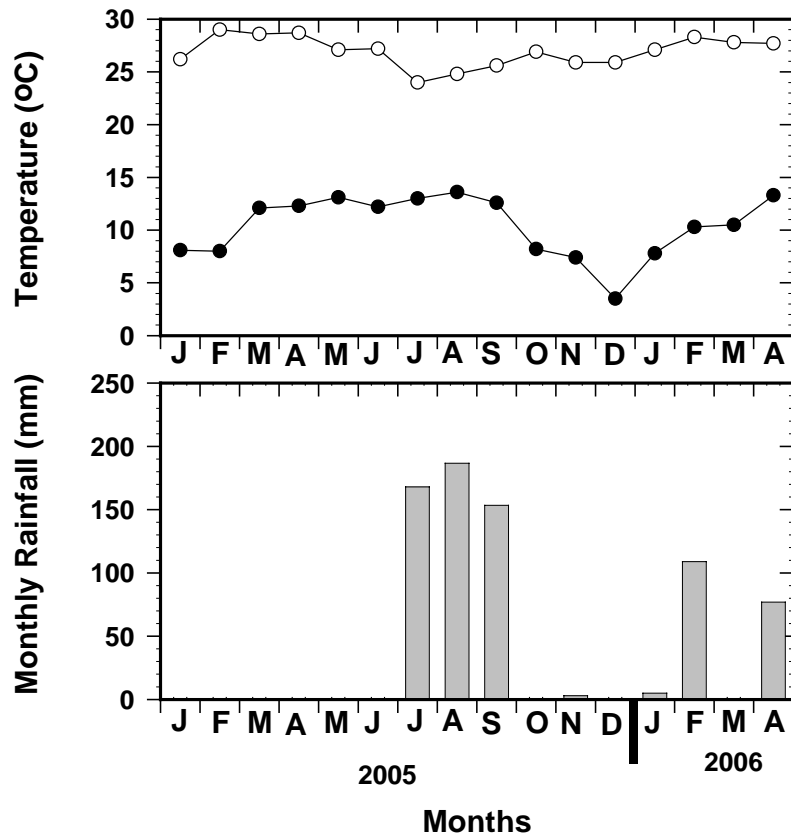 Temperature (oC)
30
25
20
15
10
5
0
J F M A M J J A S O N D J F M A
Monthly Rainfall (mm)
250
200
150
100
50
0
J F M A M J J A S O N D J F M A
2005 2006
Months